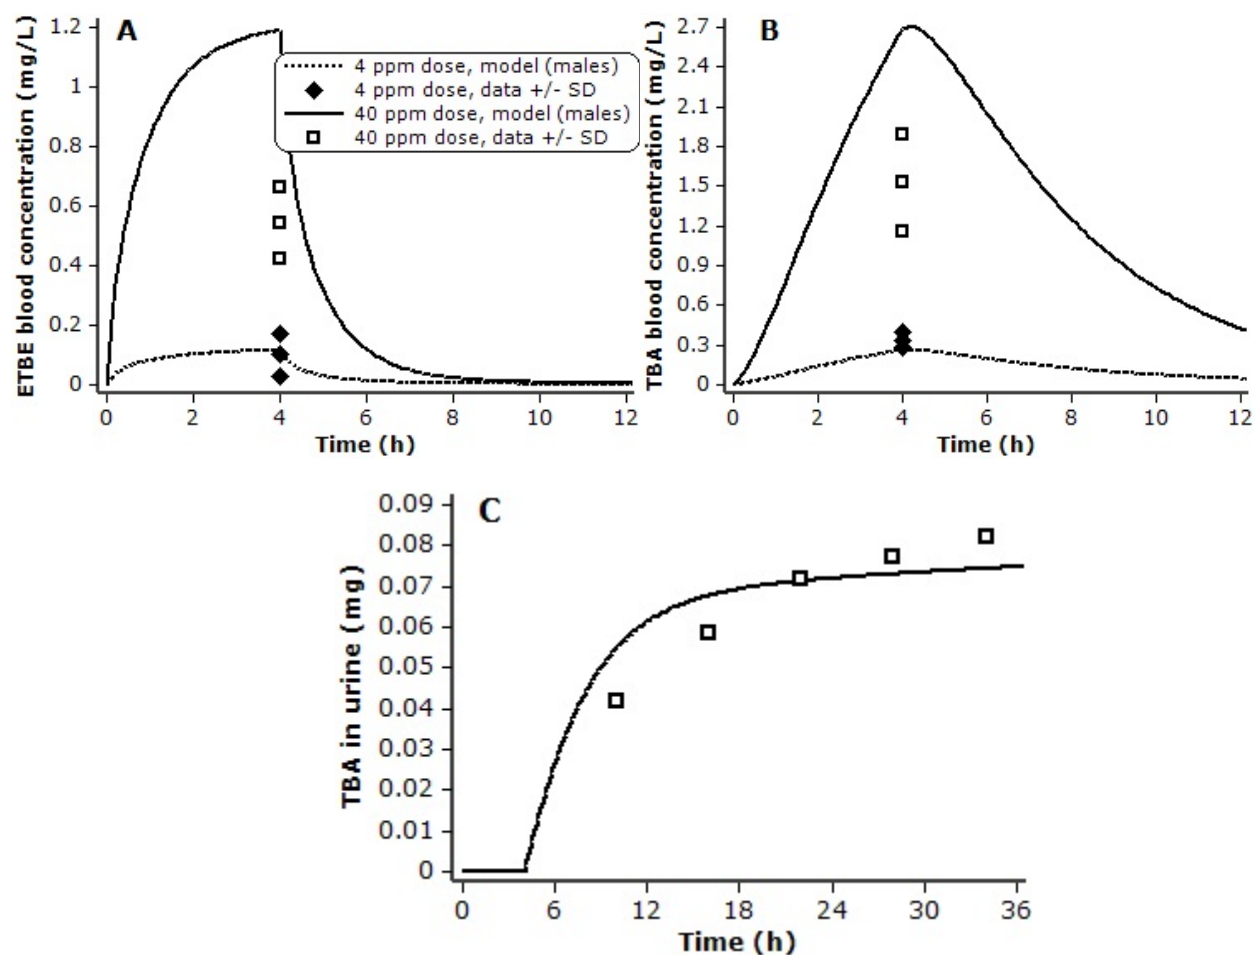 A
ETBE blood concentration (mg/L)
1.2
1
0.8
0.6
0.4
0.2
0
4 ppm dose, model (males)
4 ppm dose, data +/- SD
40 ppm dose, model (males)
40 ppm dose, data +/- SD
0 2 4 6 8 10 12
Time (h)
B
TBA blood concentration (mg/L)
2.7
2.4
2.1
1.8
1.5
1.2
0.9
0.6
0.3
0
0 2 4 6 8 10 12
Time (h)
C
TBA in urine (mg)
0.09
0.08
0.07
0.06
0.05
0.04
0.03
0.02
0.01
0
0 6 12 18 24 30 36
Time (h)